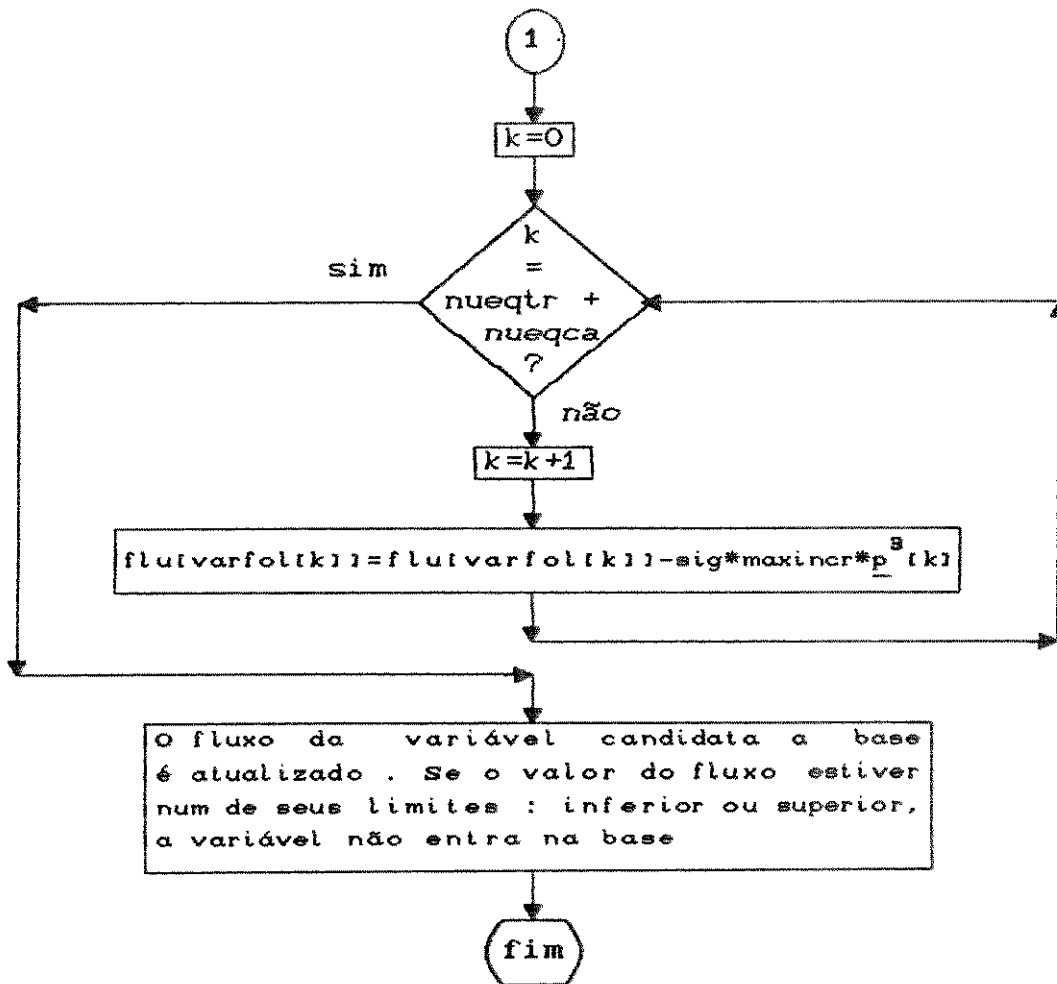 1
k=0
k
=
nueqtr +
nueqca
?
sim
não
k=k+1
flu[varfol[k]]=flu[varfol[k]]-sig*maxincr*p³[k]
O fluxo da variável candidata a base
é atualizado . Se o valor do fluxo estiver
num de seus limites : inferior ou superior,
a variável não entra na base
fim